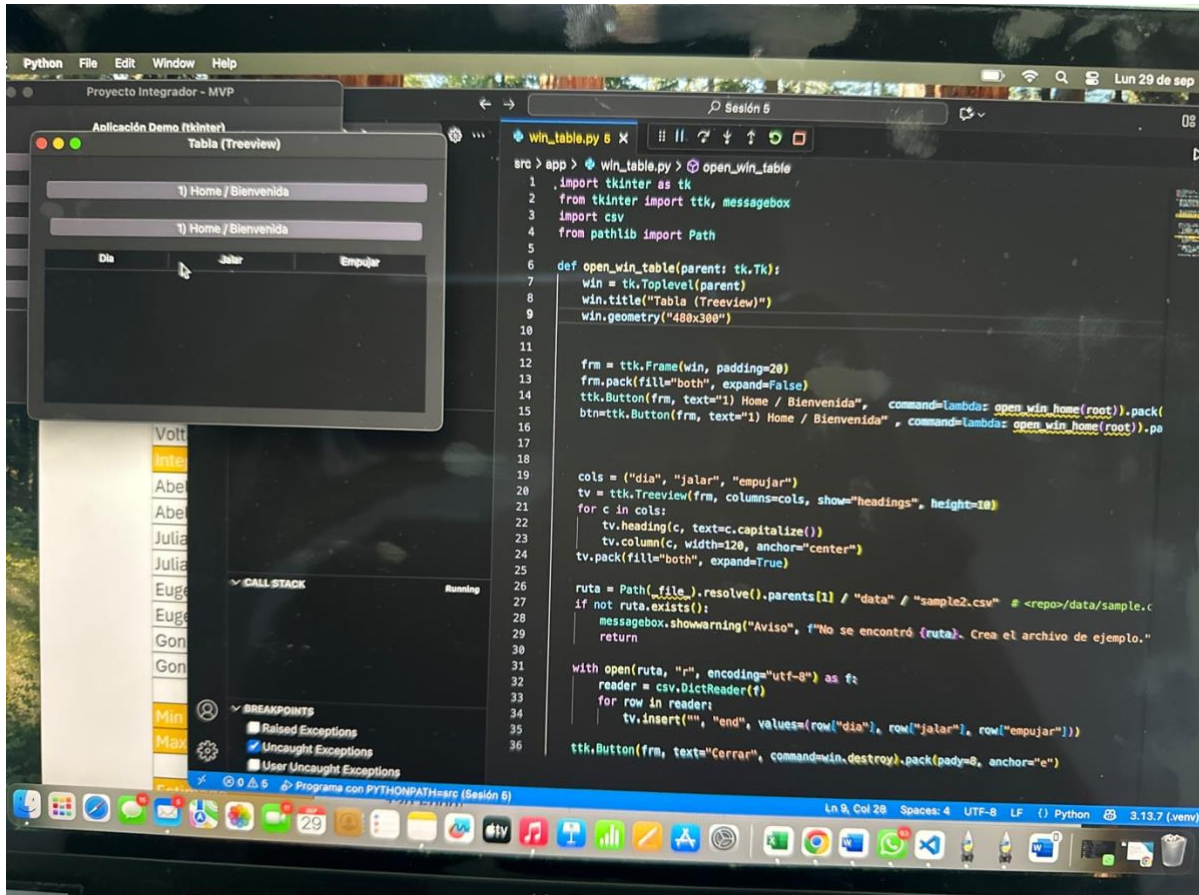 Python File Edit Window Help
Lun 29 de sep
Proyecto Integrador - MVP
Aplicación Demo (tkinter)
Tabla (Treeview)
1) Home / Bienvenida
1) Home / Bienvenida
Dia Jalar Empujar
Volt
Inte
Abel
Abel
Julia
Julia
Euge
Euge
Gon
Gon
Min
Max
CALL STACK Running
BREAKPOINTS
Raised Exceptions
Uncaught Exceptions
User Uncaught Exceptions
Sesión 5
win_table.py 5
src > app > win_table.py > open_win_table
1 import tkinter as tk
2 from tkinter import ttk, messagebox
3 import csv
4 from pathlib import Path
5
6 def open_win_table(parent: tk.Tk):
7 win = tk.Toplevel(parent)
8 win.title("Tabla (Treeview)")
9 win.geometry("480x300")
10
11
12 frm = ttk.Frame(win, padding=20)
13 frm.pack(fill="both", expand=False)
14 ttk.Button(frm, text="1) Home / Bienvenida", command=lambda: open_win_home(root)).pack(
15 btn=ttk.Button(frm, text="1) Home / Bienvenida" , command=lambda: open_win_home(root)).pa
16
17
18
19 cols = ("dia", "jalar", "empujar")
20 tv = ttk.Treeview(frm, columns=cols, show="headings", height=10)
21 for c in cols:
22 tv.heading(c, text=c.capitalize())
23 tv.column(c, width=120, anchor="center")
24 tv.pack(fill="both", expand=True)
25
26 ruta = Path(_file_).resolve().parents[1] / "data" / "sample2.csv" # <repo>/data/sample.c
27 if not ruta.exists():
28 messagebox.showwarning("Aviso", f"No se encontró {ruta}. Crea el archivo de ejemplo."
29 return
30
31 with open(ruta, "r", encoding="utf-8") as f:
32 reader = csv.DictReader(f)
33 for row in reader:
34 tv.insert("", "end", values=(row["dia"], row["jalar"], row["empujar"]))
35
36 ttk.Button(frm, text="Cerrar", command=win.destroy).pack(pady=8, anchor="e")
0 5 Programa con PYTHONPATH=src (Sesión 5)
Ln 9, Col 28 Spaces: 4 UTF-8 LF {} Python 3.13.7 (.venv)
SEP
29
tv